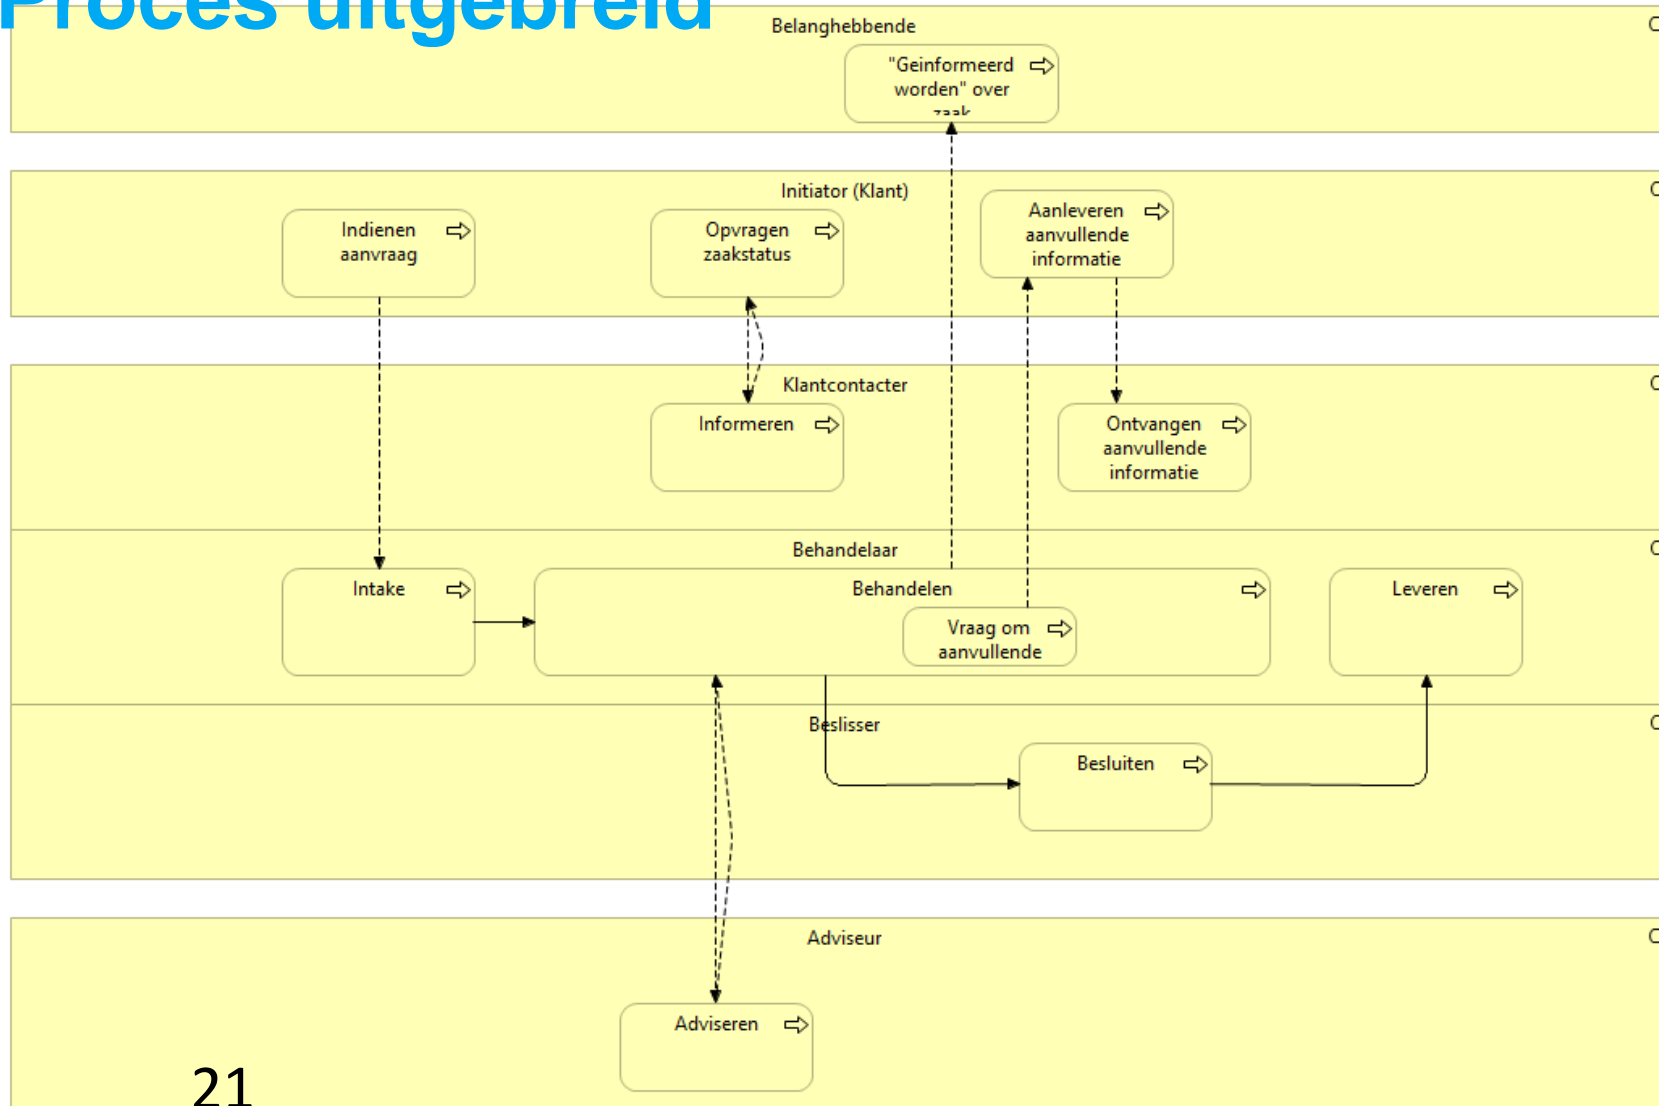 Proces uitgebreid
Belanghebbende
"Geinformeerd
worden" over
zaak
Initiator (Klant)
Indienen
aanvraag
Opvragen
zaakstatus
Aanleveren
aanvullende
informatie
Klantcontacter
Informeren
Ontvangen
aanvullende
informatie
Behandelaar
Intake
Behandelen
Vraag om
aanvullende
Leveren
Beslisser
Besluiten
Adviseur
Adviseren
21